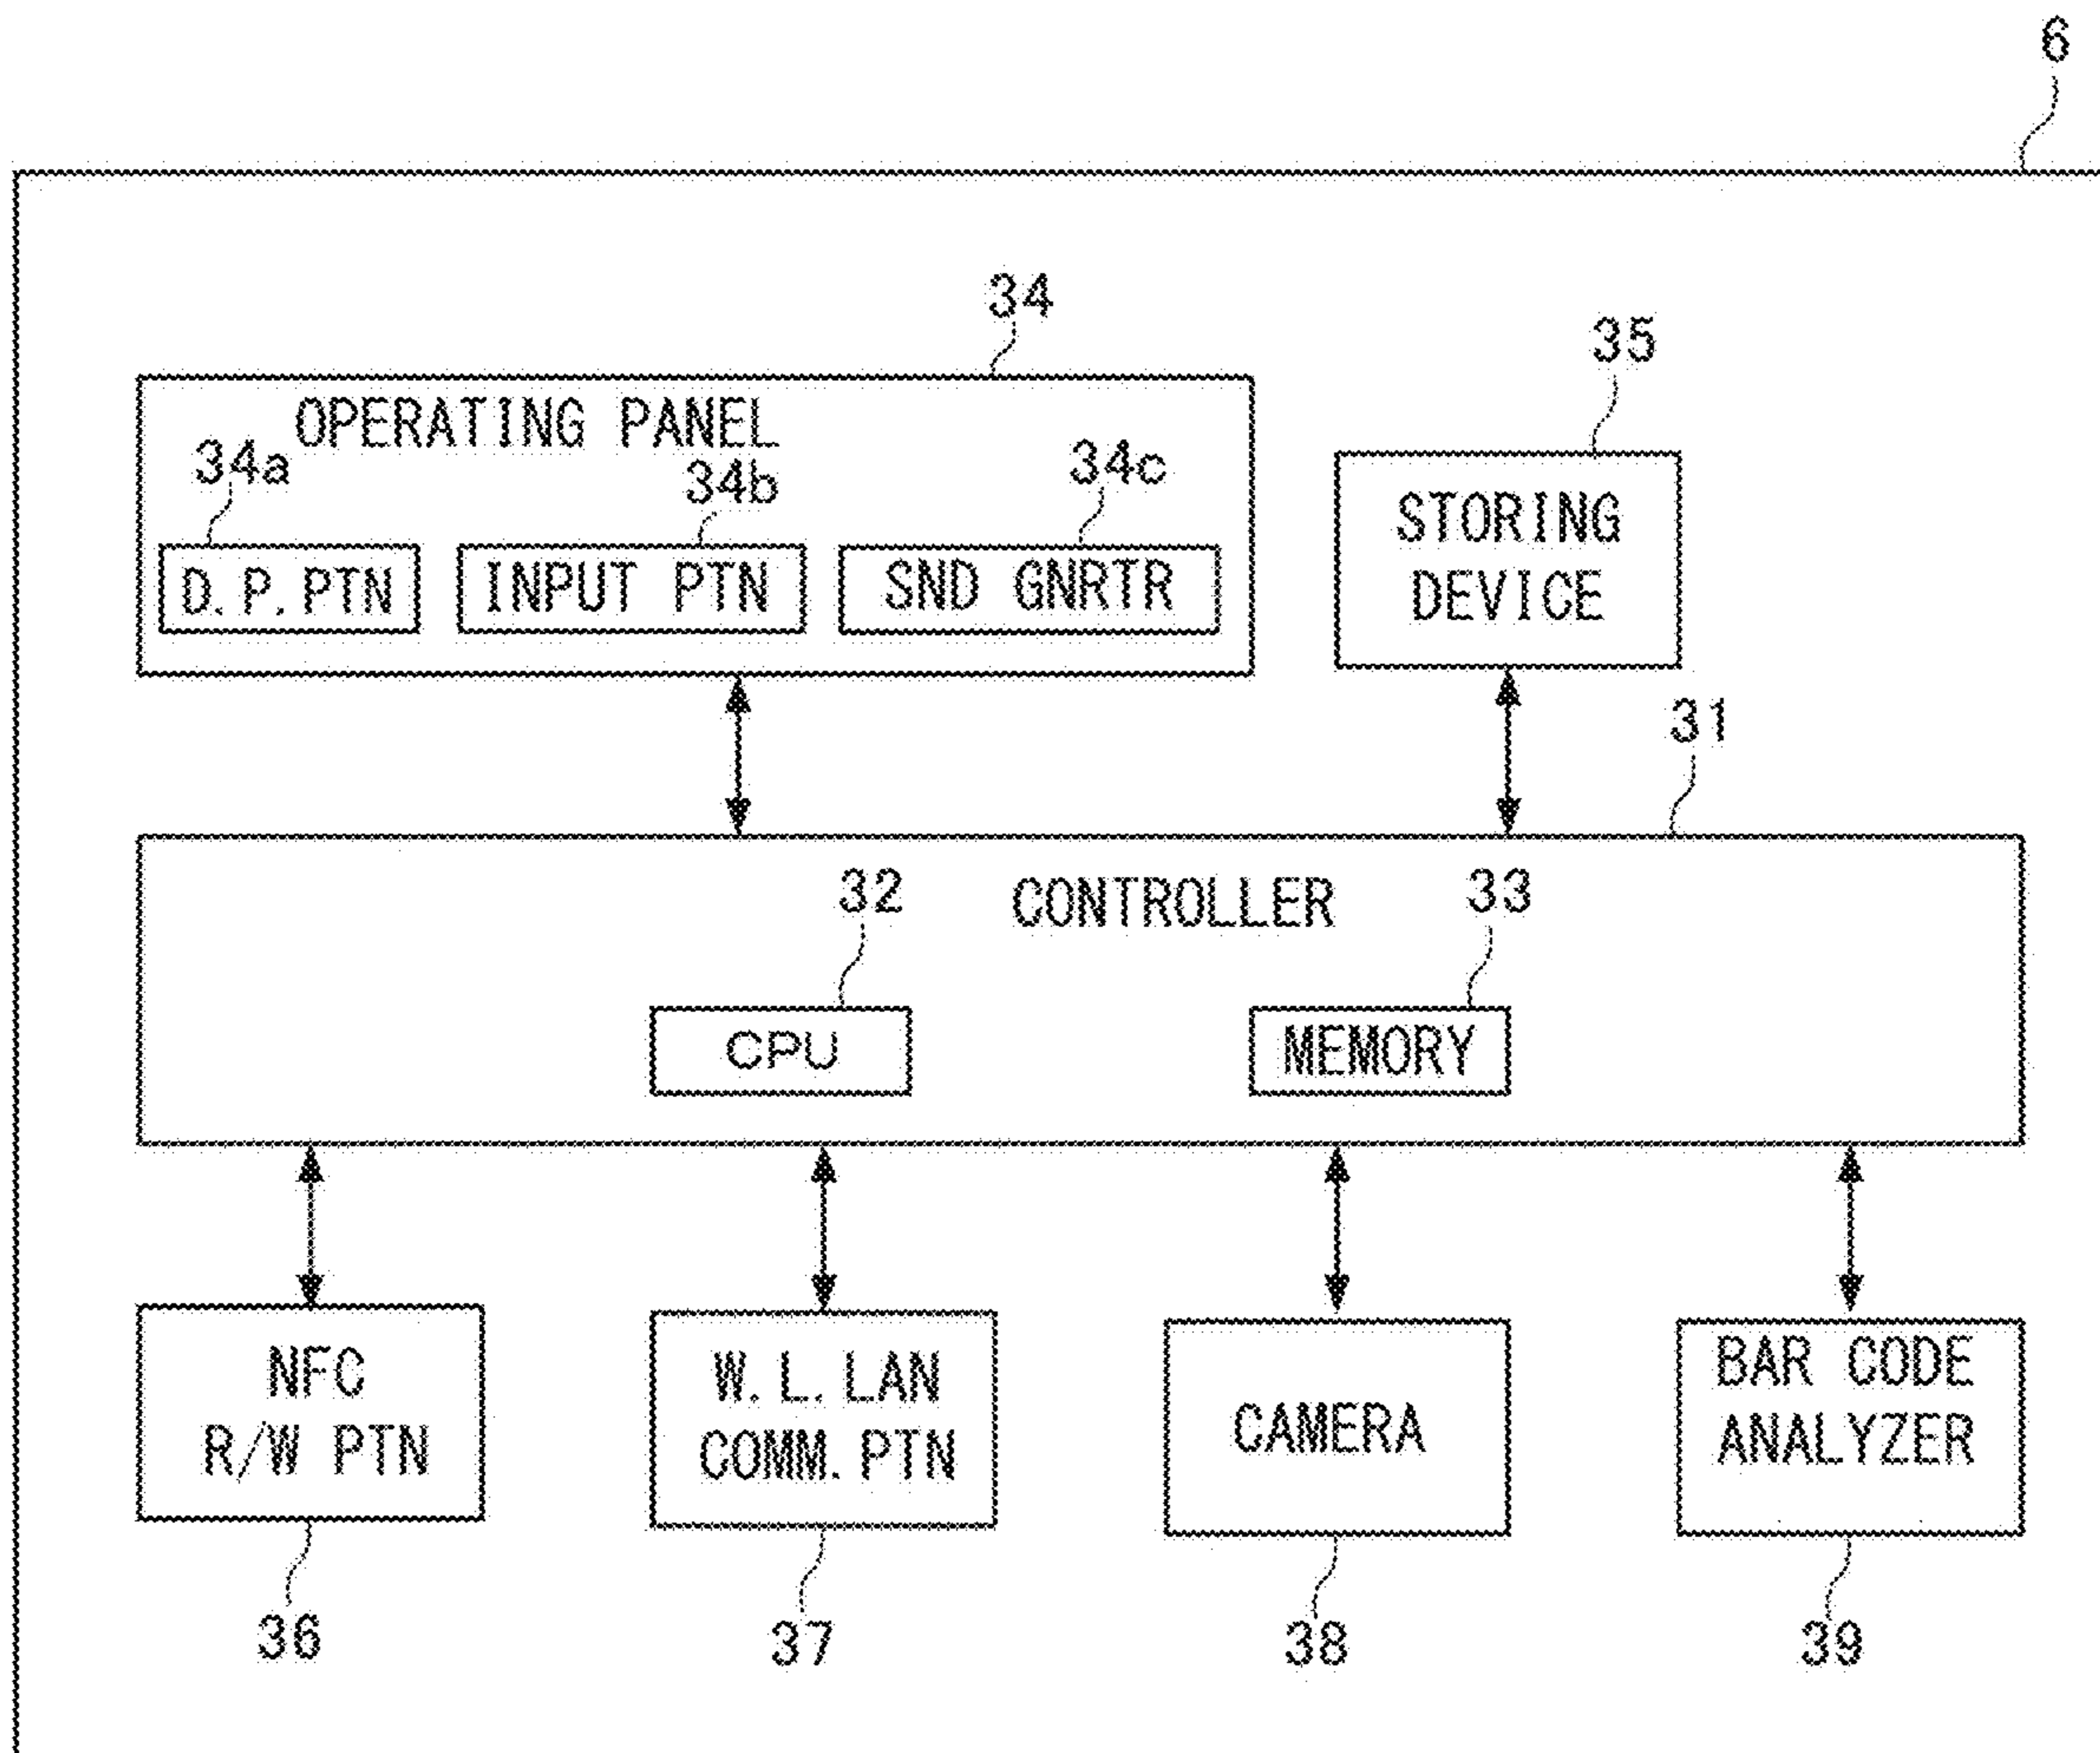 6
34
35
OPERATING PANEL
34a
34b
34c
STORING
DEVICE
D.P.PTN
INPUT PTN
SND GNRTR
31
32
CONTROLLER
33
CPU
MEMORY
NFC
R/W PTN
W.L.LAN
COMM.PTN
CAMERA
BAR CODE
ANALYZER
36
37
38
39